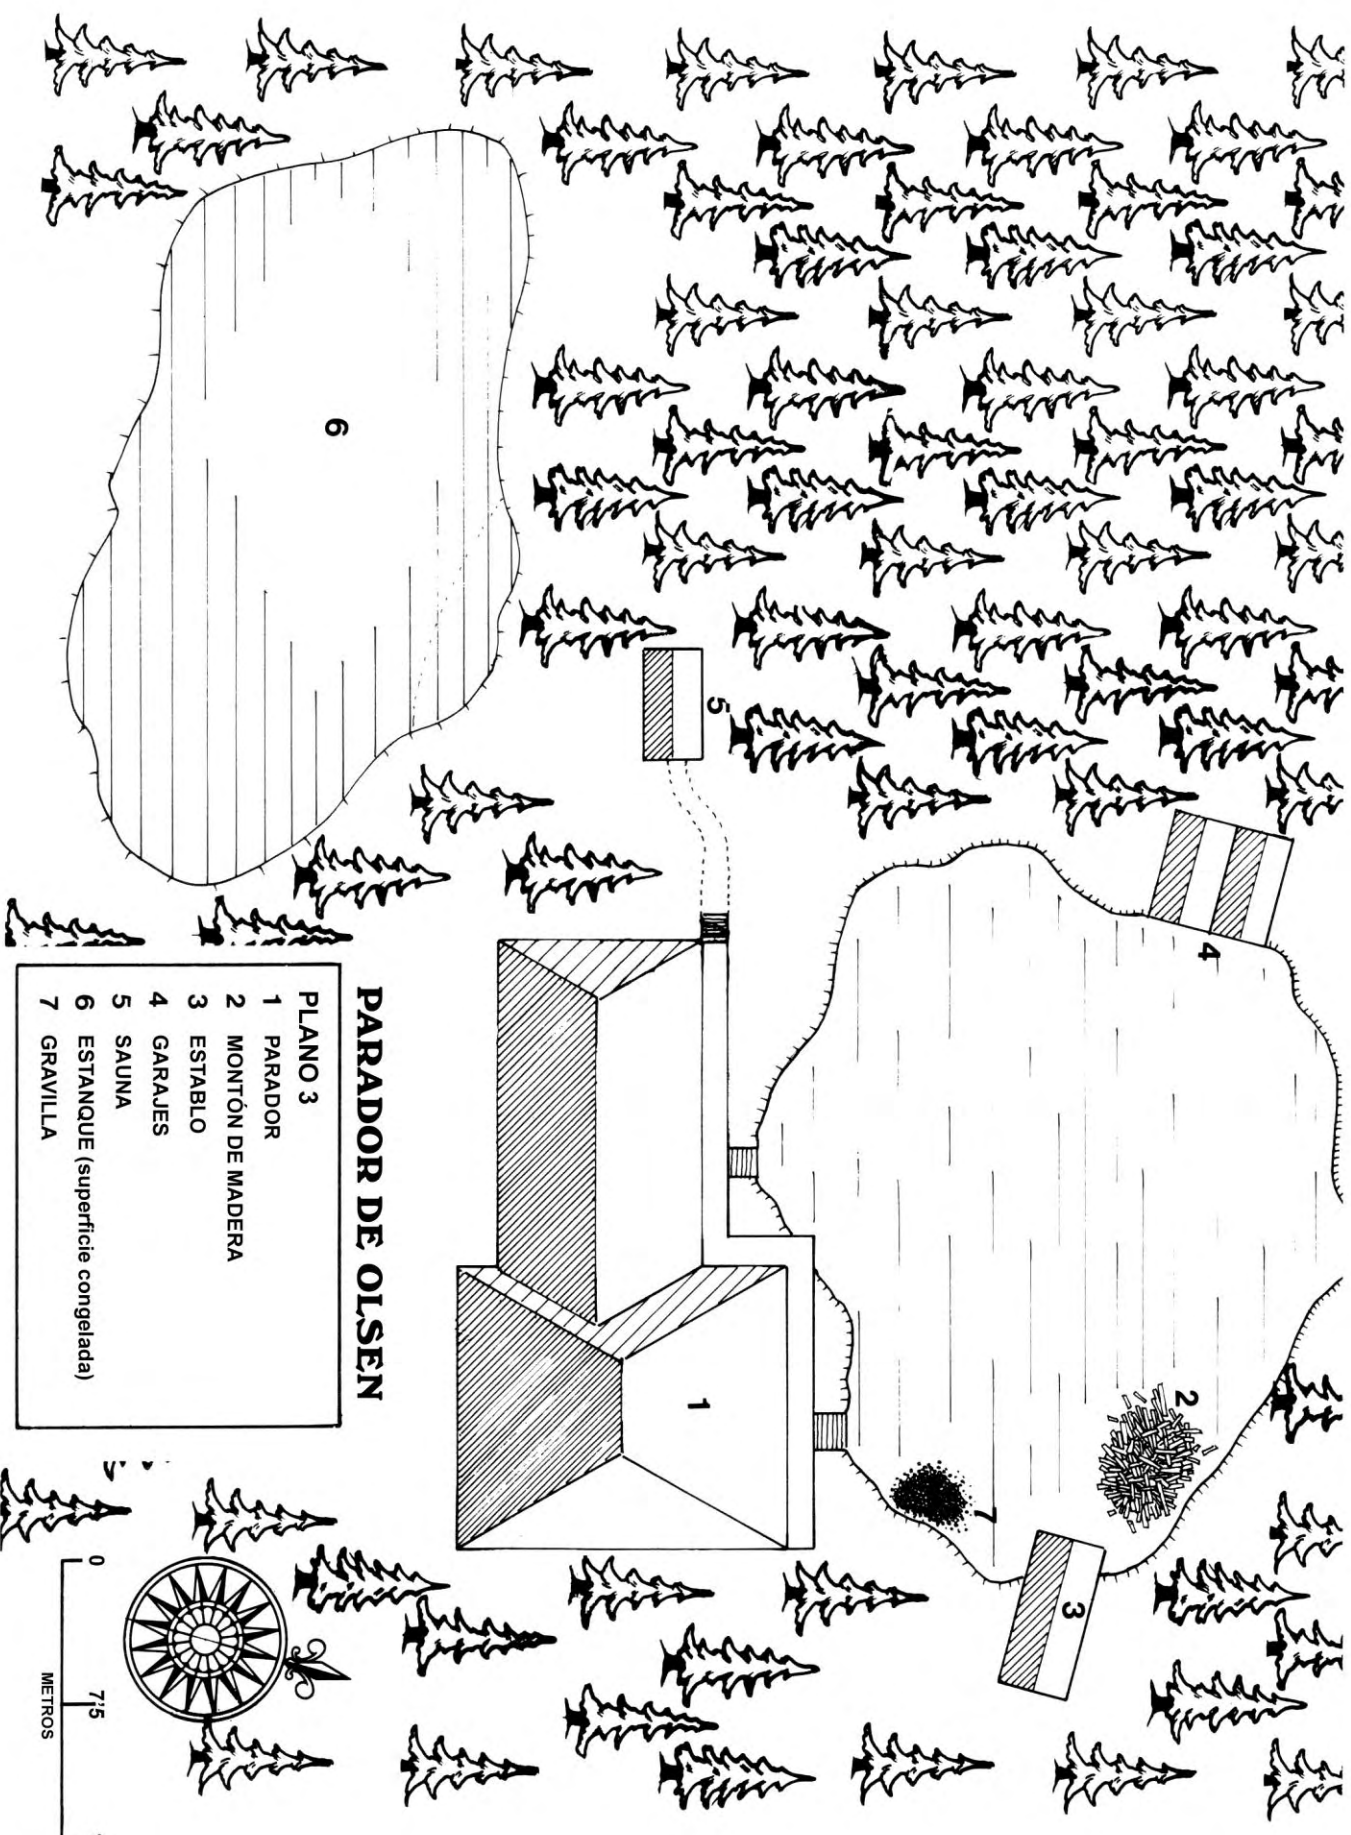 4
3
2
5
7
1
6
PARADOR DE OLSEN
PLANO 3
1 PARADOR
2 MONTÓN DE MADERA
3 ESTABLO
4 GARAJES
5 SAUNA
6 ESTANQUE (superficie congelada)
7 GRAVILLA
0 7'5
METROS